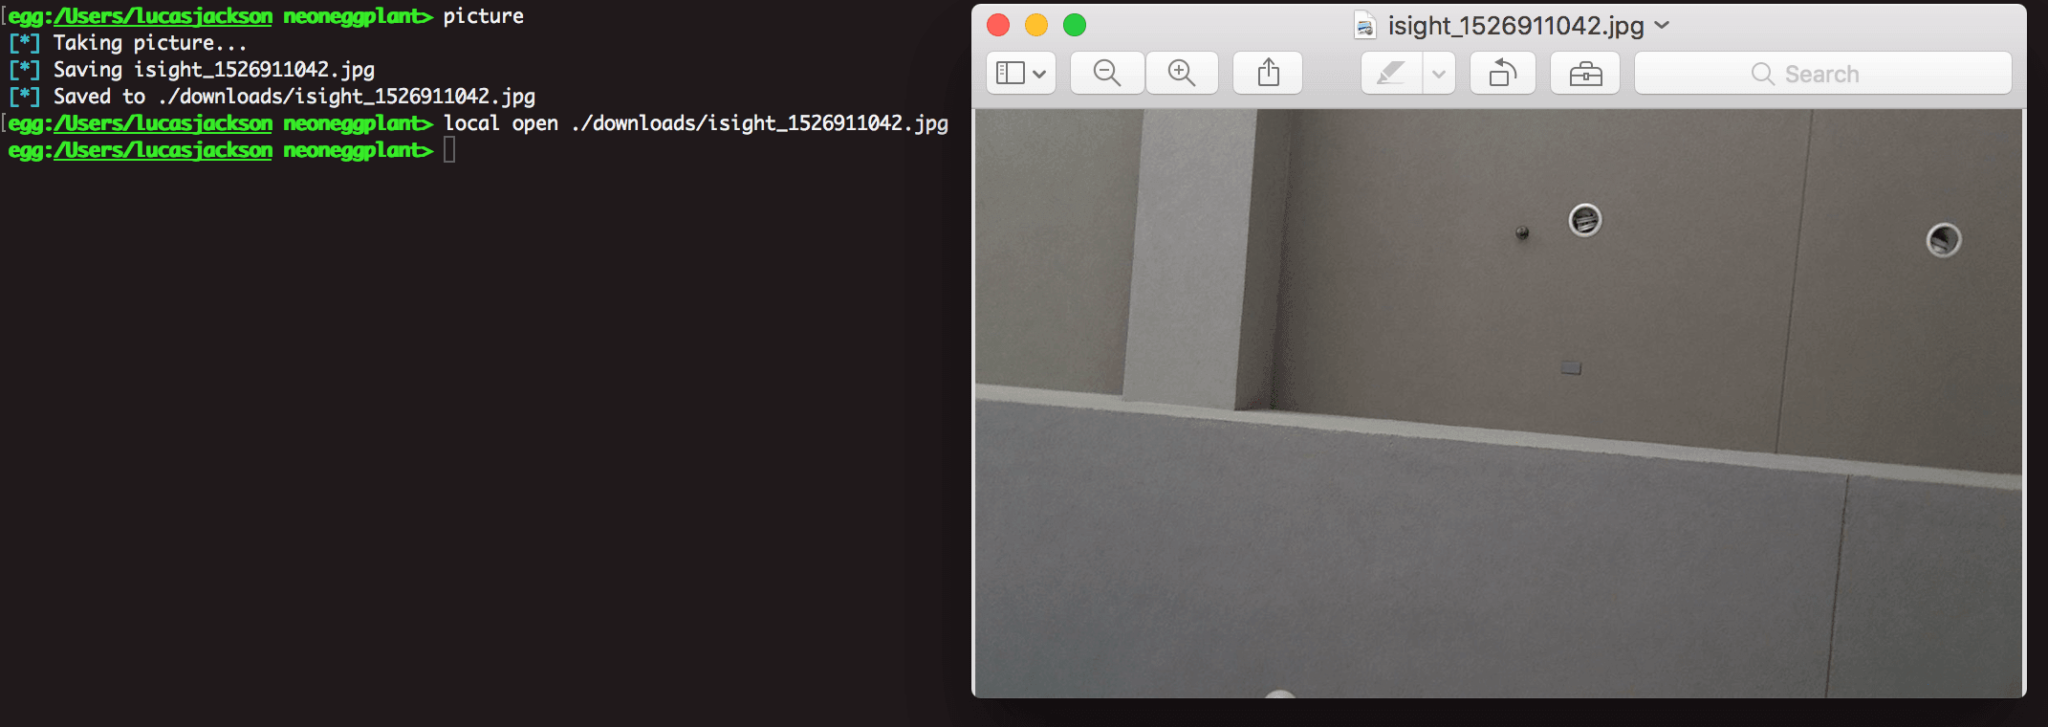 [egg:/Users/lucasjackson neoneggplant> picture
[*] Taking picture...
[*] Saving isight_1526911042.jpg
[*] Saved to ./downloads/isight_1526911042.jpg
[egg:/Users/lucasjackson neoneggplant> local open ./downloads/isight_1526911042.jpg
egg:/Users/lucasjackson neoneggplant>
isight_1526911042.jpg
Search